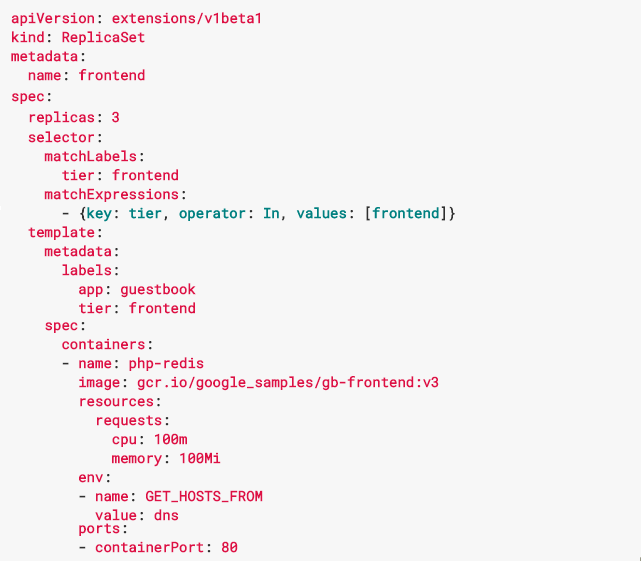 apiVersion: extensions/v1beta1
kind: ReplicaSet
metadata:
  name: frontend
spec:
  replicas: 3
  selector:
    matchLabels:
      tier: frontend
    matchExpressions:
      - {key: tier, operator: In, values: [frontend]}
  template:
    metadata:
      labels:
        app: guestbook
        tier: frontend
    spec:
      containers:
      - name: php-redis
        image: gcr.io/google_samples/gb-frontend:v3
        resources:
          requests:
            cpu: 100m
            memory: 100Mi
        env:
        - name: GET_HOSTS_FROM
          value: dns
        ports:
        - containerPort: 80